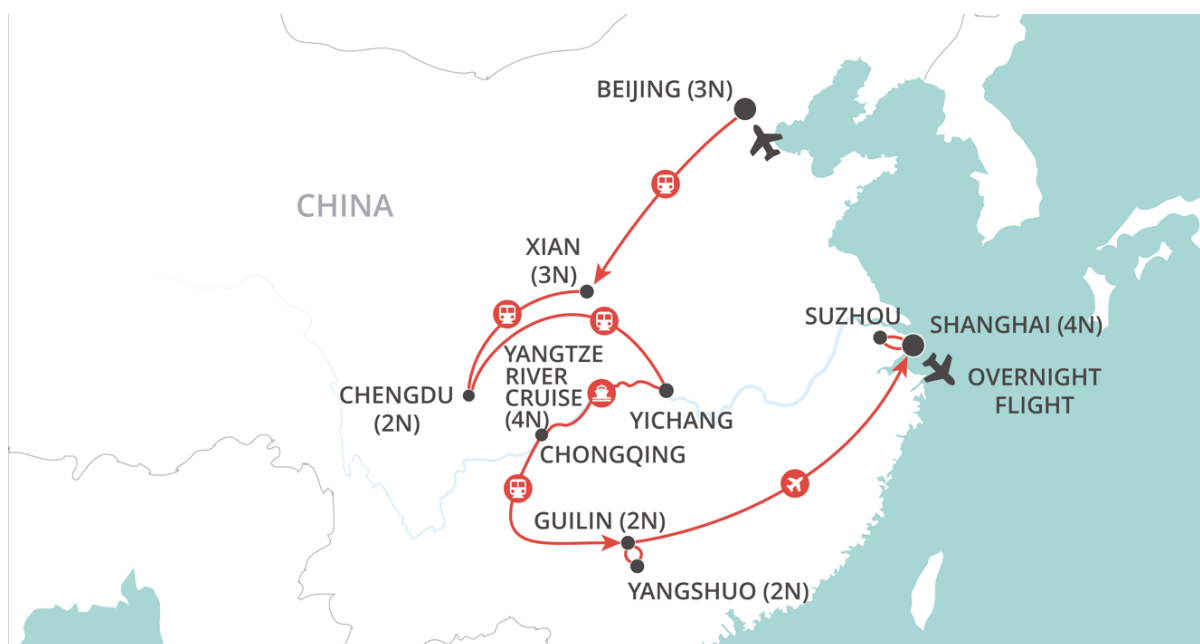 BEIJING (3N)
CHINA
XIAN
(3N)
SUZHOU
SHANGHAI (4N)
YANGTZE
RIVER
CRUISE
(4N)
OVERNIGHT
FLIGHT
CHENGDU
(2N)
YICHANG
CHONGQING
GUILIN (2N)
YANGSHUO (2N)